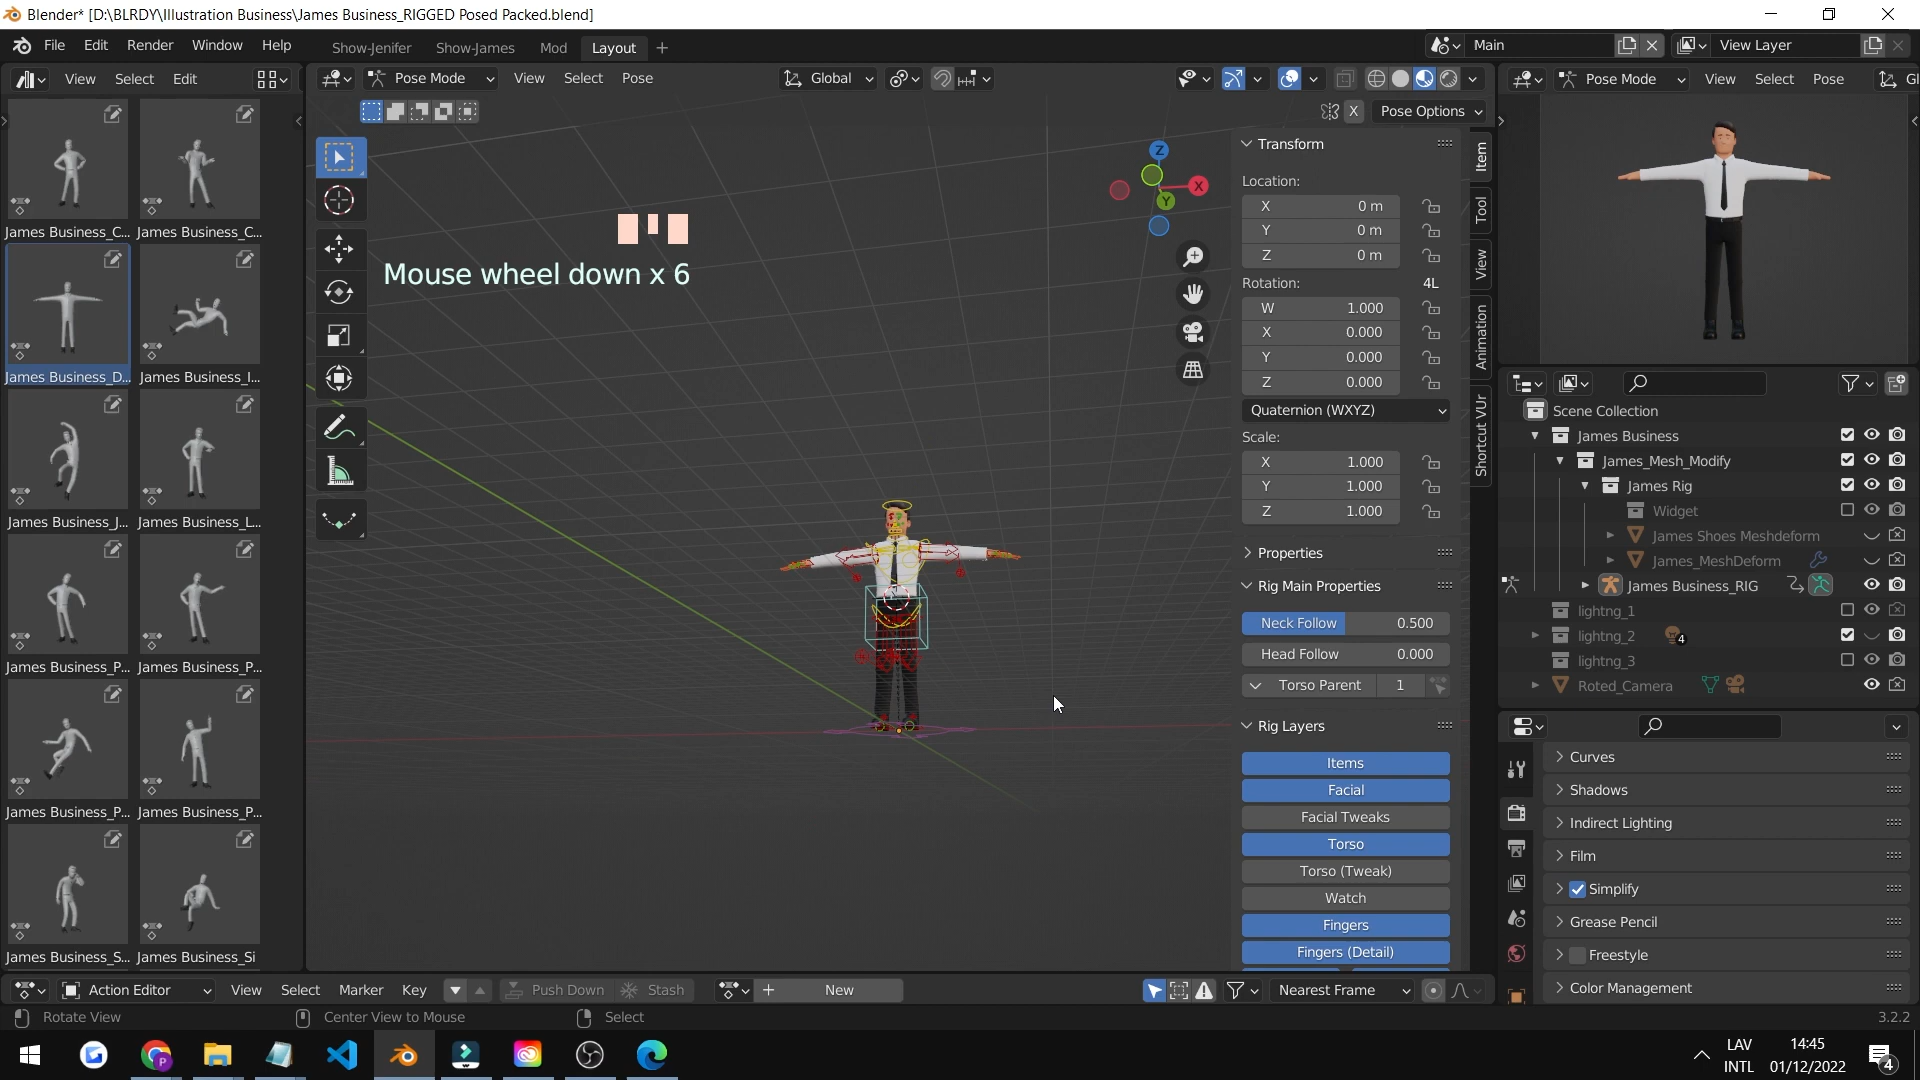 Blender* [D:\BLRDY\Illustration Business\James Business_RIGGED Posed Packed.blend]
File Edit Render Window Help
Show-Jenifer Show-James Mod Layout
Main
View Layer
View Select Edit
Pose Mode View Select Pose
Global
Pose Mode View Select Pose Gl
X Pose Options
James Business_C...
James Business_C...
James Business_D...
James Business_I...
James Business_J...
James Business_L...
James Business_P...
James Business_P...
James Business_P...
James Business_P...
James Business_S...
James Business_Si
Mouse wheel down x 6
Z
X
Y
Transform
Location:
X 0 m
Y 0 m
Z 0 m
Rotation: 4L
W 1.000
X 0.000
Y 0.000
Z 0.000
Quaternion (WXYZ)
Scale:
X 1.000
Y 1.000
Z 1.000
Properties
Rig Main Properties
Neck Follow 0.500
Head Follow 0.000
Torso Parent 1
Rig Layers
Items
Facial
Facial Tweaks
Torso
Torso (Tweak)
Watch
Fingers
Fingers (Detail)
Item
Tool
View
Animation
Shortcut VUr
Scene Collection
James Business
James_Mesh_Modify
James Rig
Widget
James Shoes Meshdeform
James_MeshDeform
James Business_RIG
lightng_1
lightng_2 4
lightng_3
Roted_Camera
Curves
Shadows
Indirect Lighting
Film
Simplify
Grease Pencil
Freestyle
Color Management
Action Editor View Select Marker Key Push Down Stash New Nearest Frame
Rotate View Center View to Mouse Select 3.2.2
LAV
INTL
14:45
01/12/2022
4